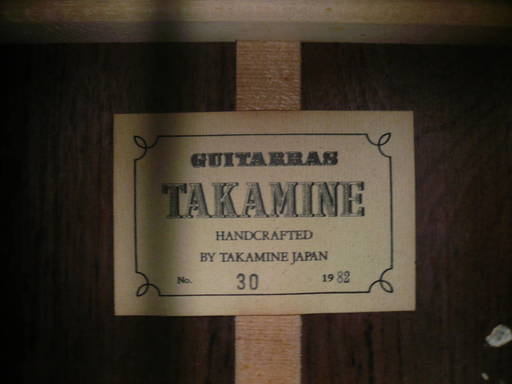 GUITARRAS
TAKAMINE
HANDCRAFTED
BY TAKAMINE JAPAN
No. 30 1982